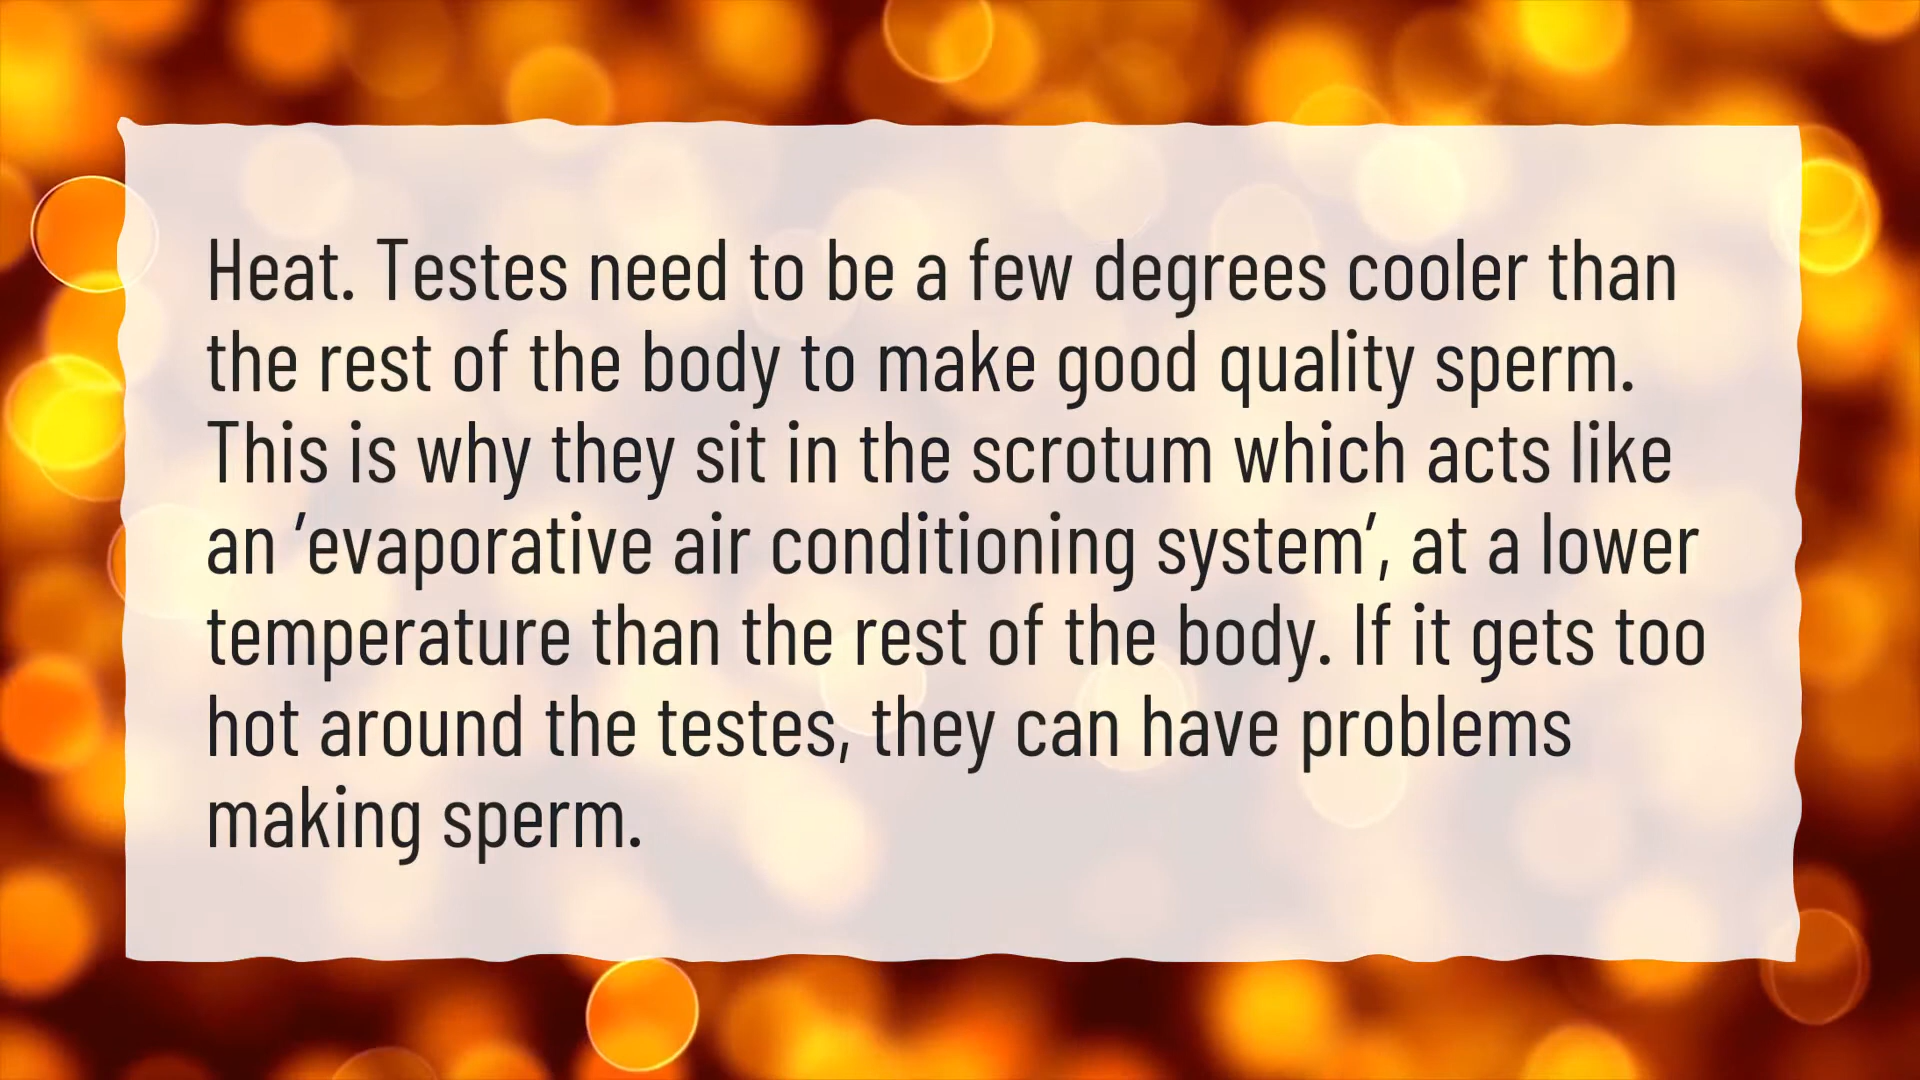 Heat. Testes need to be a few degrees cooler than
the rest of the body to make good quality sperm.
This is why they sit in the scrotum which acts like
an ′evaporative air conditioning system′, at a lower
temperature than the rest of the body. If it gets too
hot around the testes, they can have problems
making sperm.